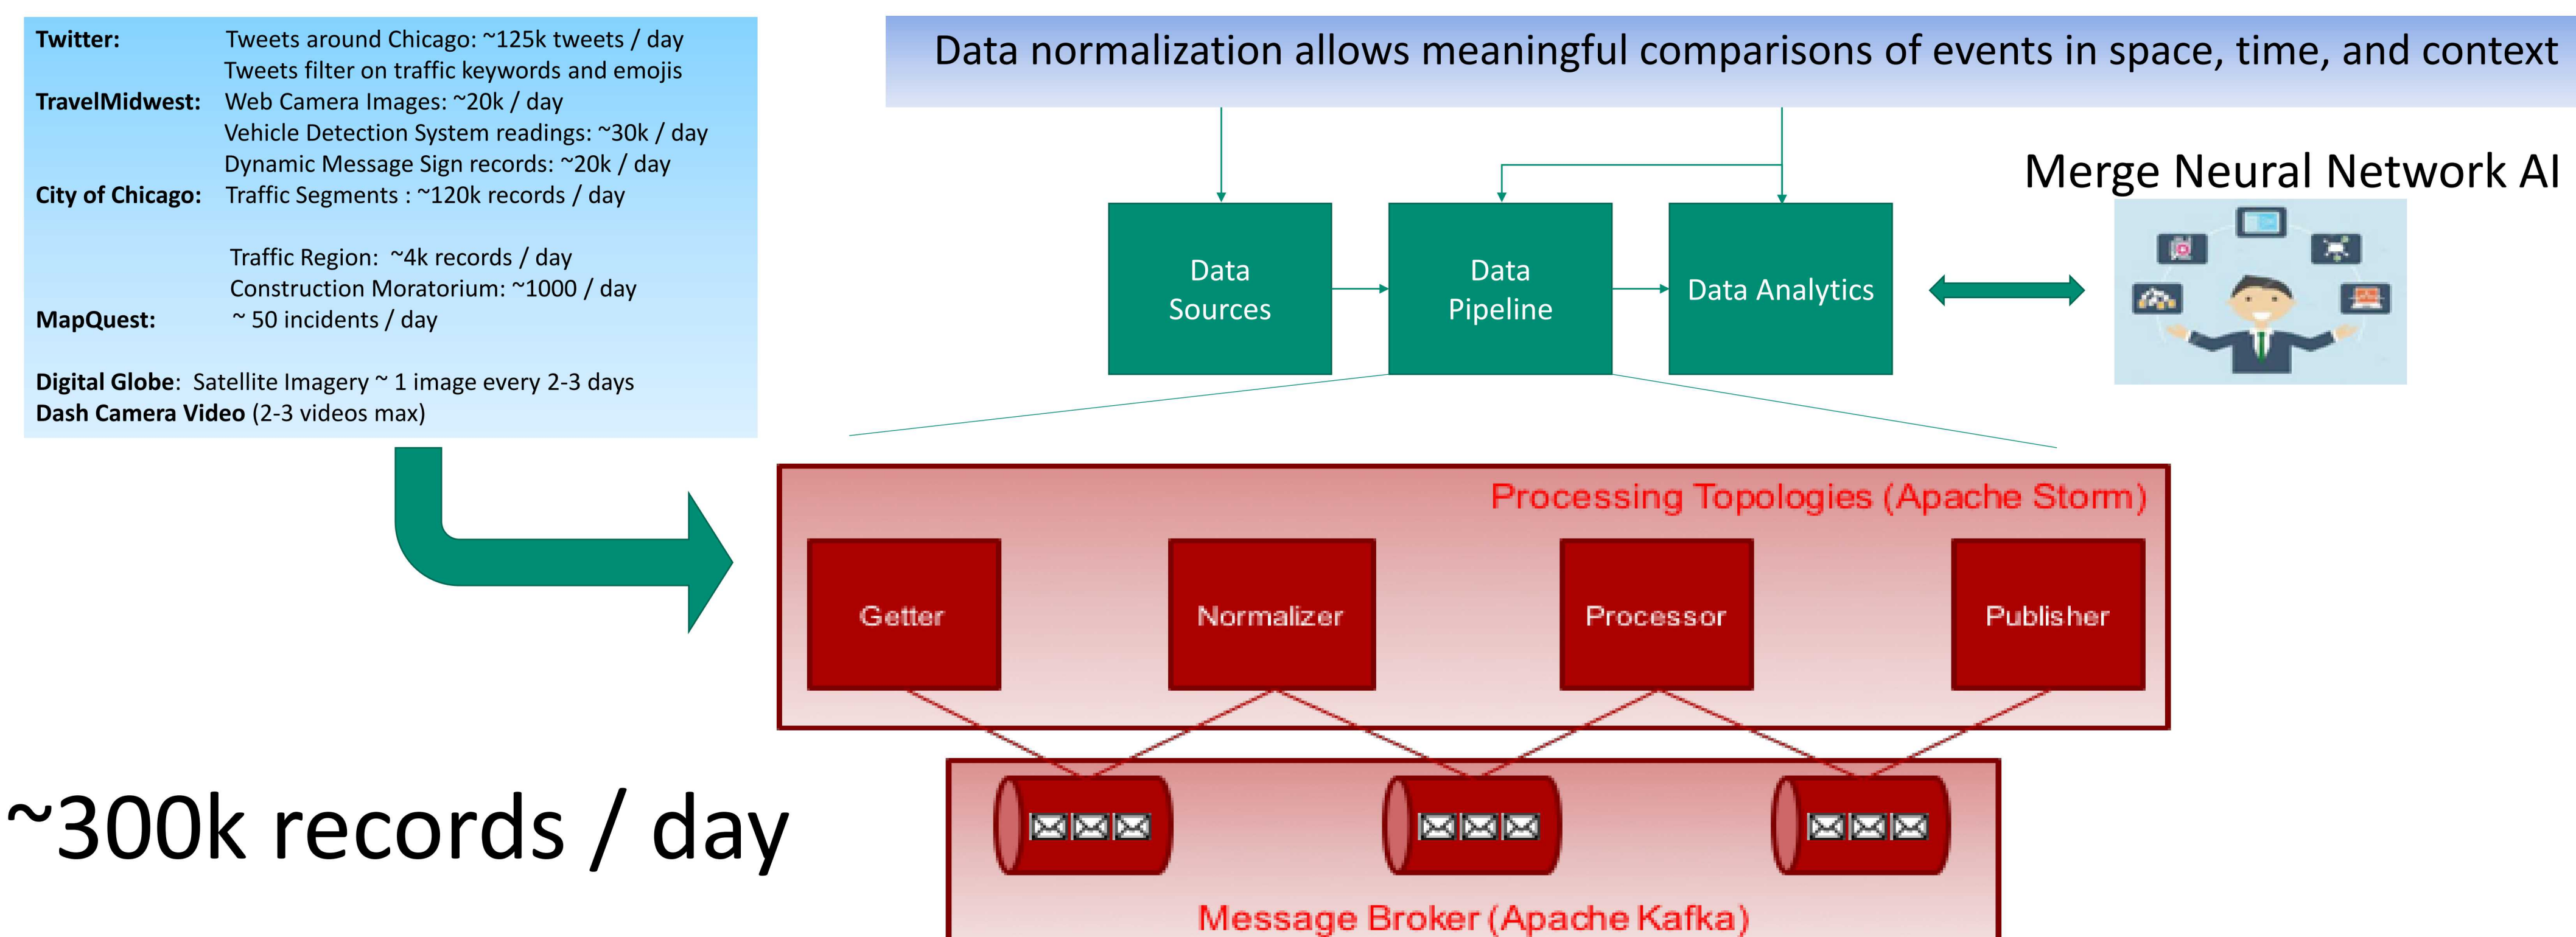 Twitter: Tweets around Chicago: ~125k tweets / day
Tweets filter on traffic keywords and emojis
TravelMidwest: Web Camera Images: ~20k / day
Vehicle Detection System readings: ~30k / day
Dynamic Message Sign records: ~20k / day
City of Chicago: Traffic Segments : ~120k records / day
Traffic Region: ~4k records / day
Construction Moratorium: ~1000 / day
MapQuest: ~ 50 incidents / day
Digital Globe: Satellite Imagery ~ 1 image every 2-3 days
Dash Camera Video (2-3 videos max)
Data normalization allows meaningful comparisons of events in space, time, and context
Merge Neural Network AI
Data
Sources
Data
Pipeline
Data Analytics
Processing Topologies (Apache Storm)
Getter
Normalizer
Processor
Publisher
~300k records / day
Message Broker (Apache Kafka)